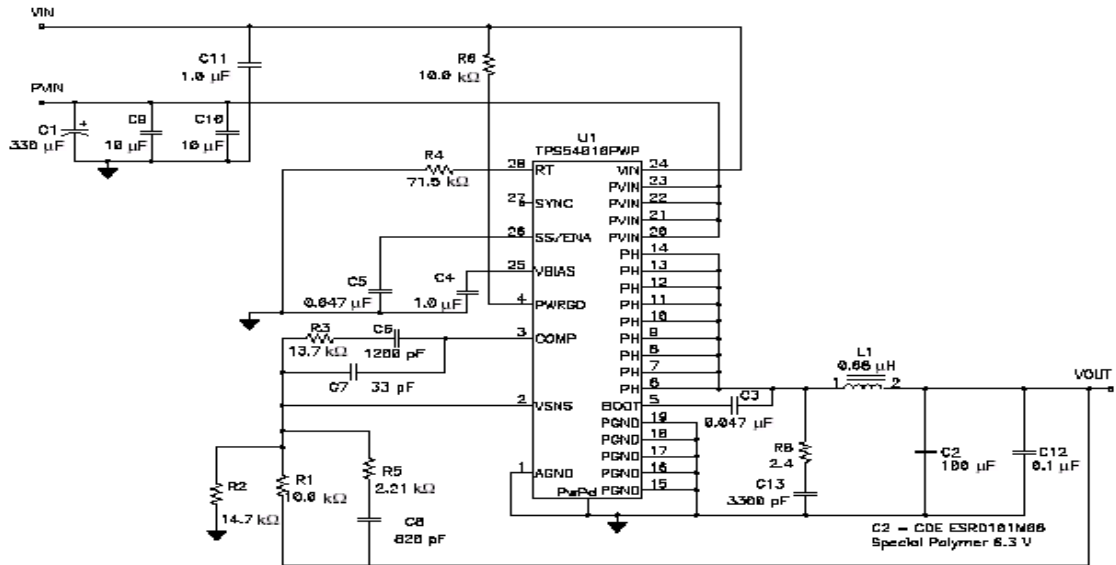 VIN
C11
1.0 µF
R6
10.0 kΩ
PVIN
C1
+
330 µF
C9
10 µF
C10
10 µF
U1
TPS54010PWP
R4
71.5 kΩ
28
RT
VIN
24
PVIN
23
27
SYNC
PVIN
22
PVIN
21
26
SS/ENA
PVIN
20
PH
14
25
VBIAS
PH
13
PH
12
C5
0.047 µF
C4
1.0 µF
4
PWRGD
PH
11
PH
10
R3
13.7 kΩ
C6
1200 pF
3
COMP
PH
9
PH
8
C7
33 pF
PH
7
PH
6
L1
0.68 µH
1
2
VOUT
2
VSNS
BOOT
5
C3
0.047 µF
PGND
19
PGND
18
PGND
17
1
AGND
PGND
16
PGND
15
PwPd
R2
14.7 kΩ
R1
10.0 kΩ
R5
2.21 kΩ
C8
820 pF
2.4
C13
3300 pF
C2
100 µF
C12
0.1 µF
C2 – CDE ESRD101M06
Special Polymer 6.3 V